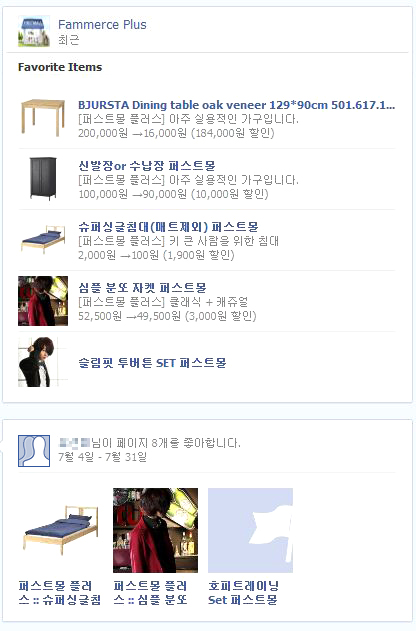 Fammerce Plus
최근
Favorite Items
BJURSTA Dining table oak veneer 129*90cm 501.617.1...
[퍼스트몰 플러스] 아주 실용적인 가구입니다.
200,000원 →16,000원 (184,000원 할인)
신발장or 수납장 퍼스트몰
[퍼스트몰 플러스] 아주 실용적인 가구입니다.
100,000원 →90,000원 (10,000원 할인)
슈퍼싱글침대(매트제외) 퍼스트몰
[퍼스트몰 플러스] 키 큰 사람을 위한 침대
2,000원 →100원 (1,900원 할인)
심플 분또 자켓 퍼스트몰
[퍼스트몰 플러스] 클래식 + 캐쥬얼
52,500원 →49,500원 (3,000원 할인)
슬림핏 투버튼 SET 퍼스트몰
님이 페이지 8개를 좋아합니다.
7월 4일 - 7월 31일
퍼스트몰 플러스 :: 슈퍼싱글침
퍼스트몰 플러스 :: 심플 분또
호피트레이닝 Set 퍼스트몰